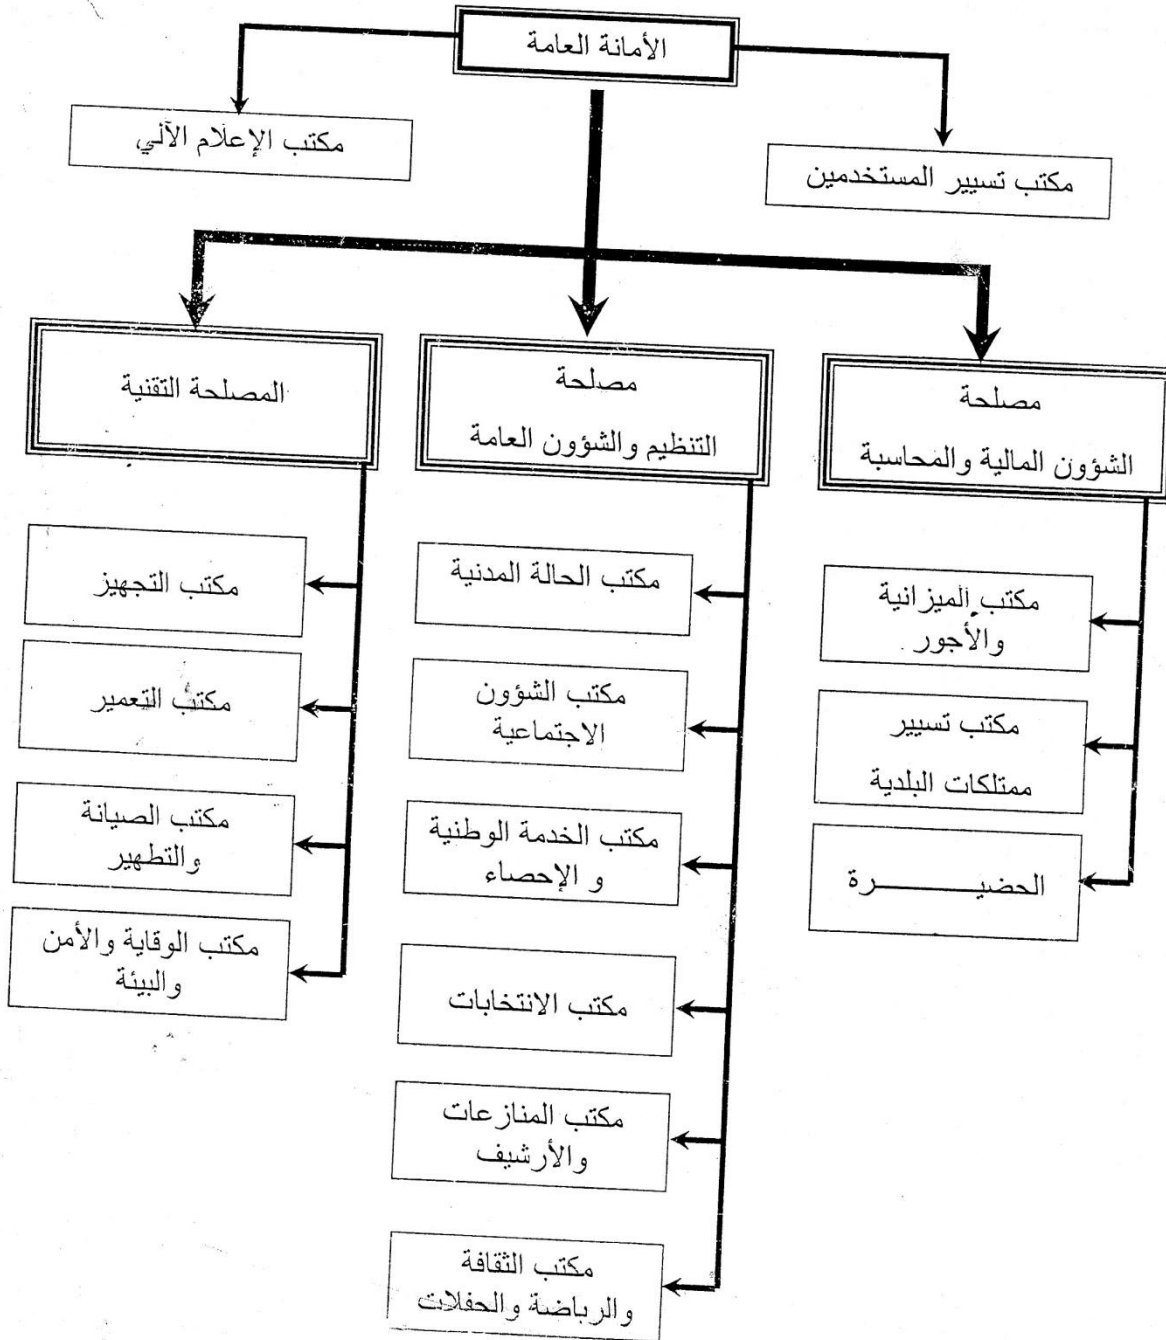 الأمانة العامة
مكتب تسيير المستخدمين
مكتب الإعلام الآلي
مصلحة
الشؤون المالية والمحاسبة
مكتب الميزانية
والأجور
مكتب تسيير
ممتلكات البلدية
الحضيـــــــــــرة
مصلحة
التنظيم والشؤون العامة
مكتب الحالة المدنية
مكتب الشؤون
الاجتماعية
مكتب الخدمة الوطنية
و الإحصاء
مكتب الانتخابات
مكتب المنازعات
والأرشيف
مكتب الثقافة
والرياضة والحفلات
المصلحة التقنية
مكتب التجهيز
مكتب التعمير
مكتب الصيانة
والتطهير
مكتب الوقاية والأمن
والبيئة